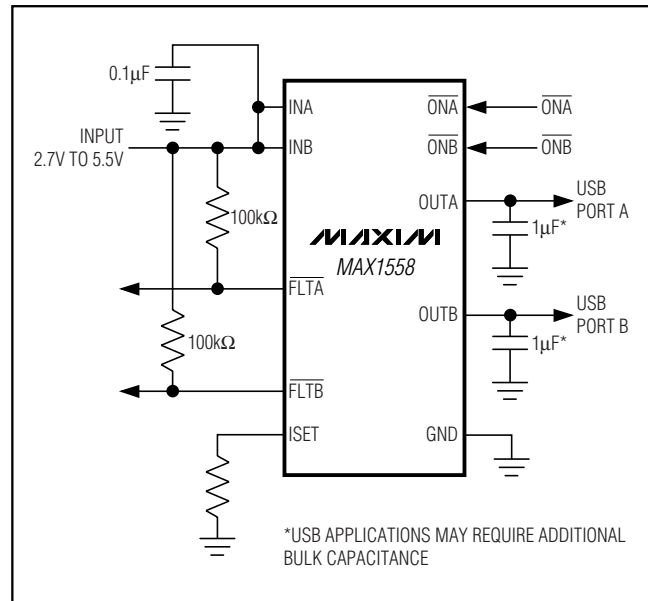 0.1µF
INPUT
2.7V TO 5.5V
100kΩ
100kΩ
INA
INB
FLTA
FLTB
ISET
MAXIM
MAX1558
ONA
ONB
OUTA
OUTB
GND
ONA
ONB
USB
PORT A
1µF*
USB
PORT B
1µF*
*USB APPLICATIONS MAY REQUIRE ADDITIONAL
BULK CAPACITANCE